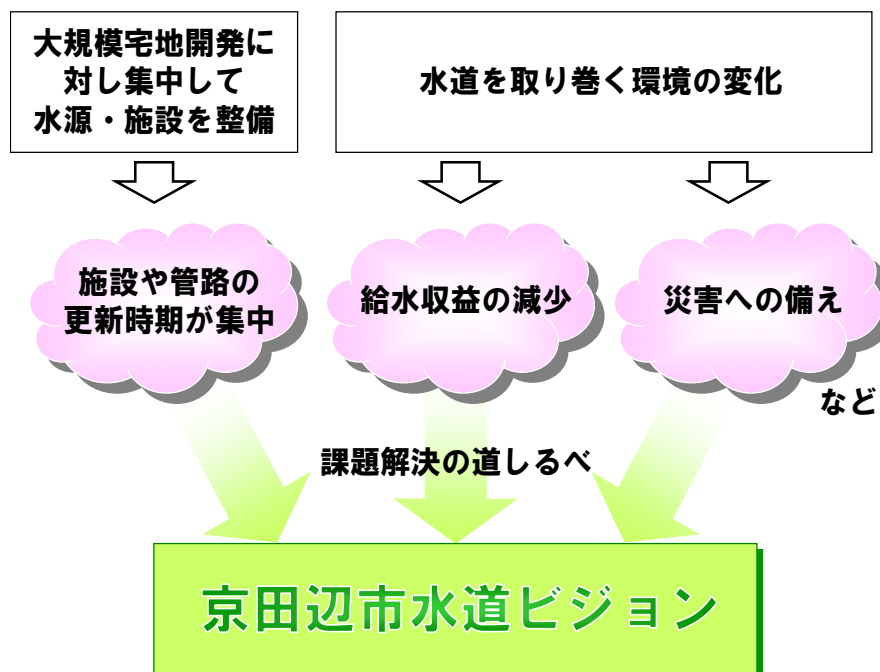 大規模宅地開発に
対し集中して
水源・施設を整備
水道を取り巻く環境の変化
施設や管路の
更新時期が集中
給水収益の減少
災害への備え
など
課題解決の道しるべ
京田辺市水道ビジョン